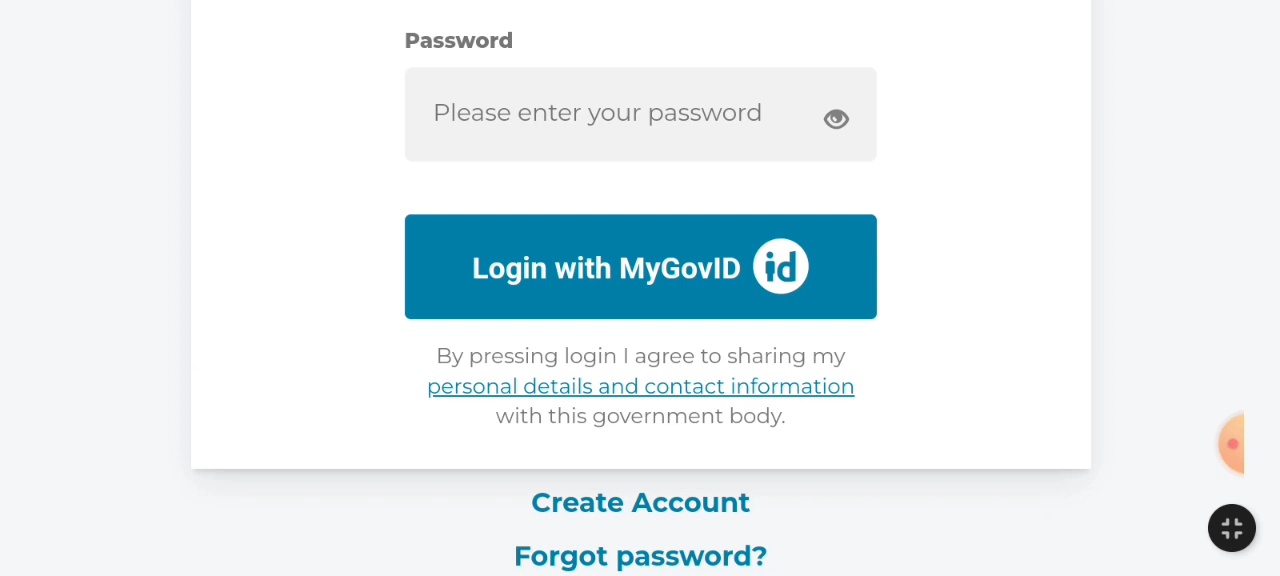 Password
Please enter your password
Login with MyGovID id
By pressing login I agree to sharing my
personal details and contact information
with this government body.
Create Account
Forgot password?